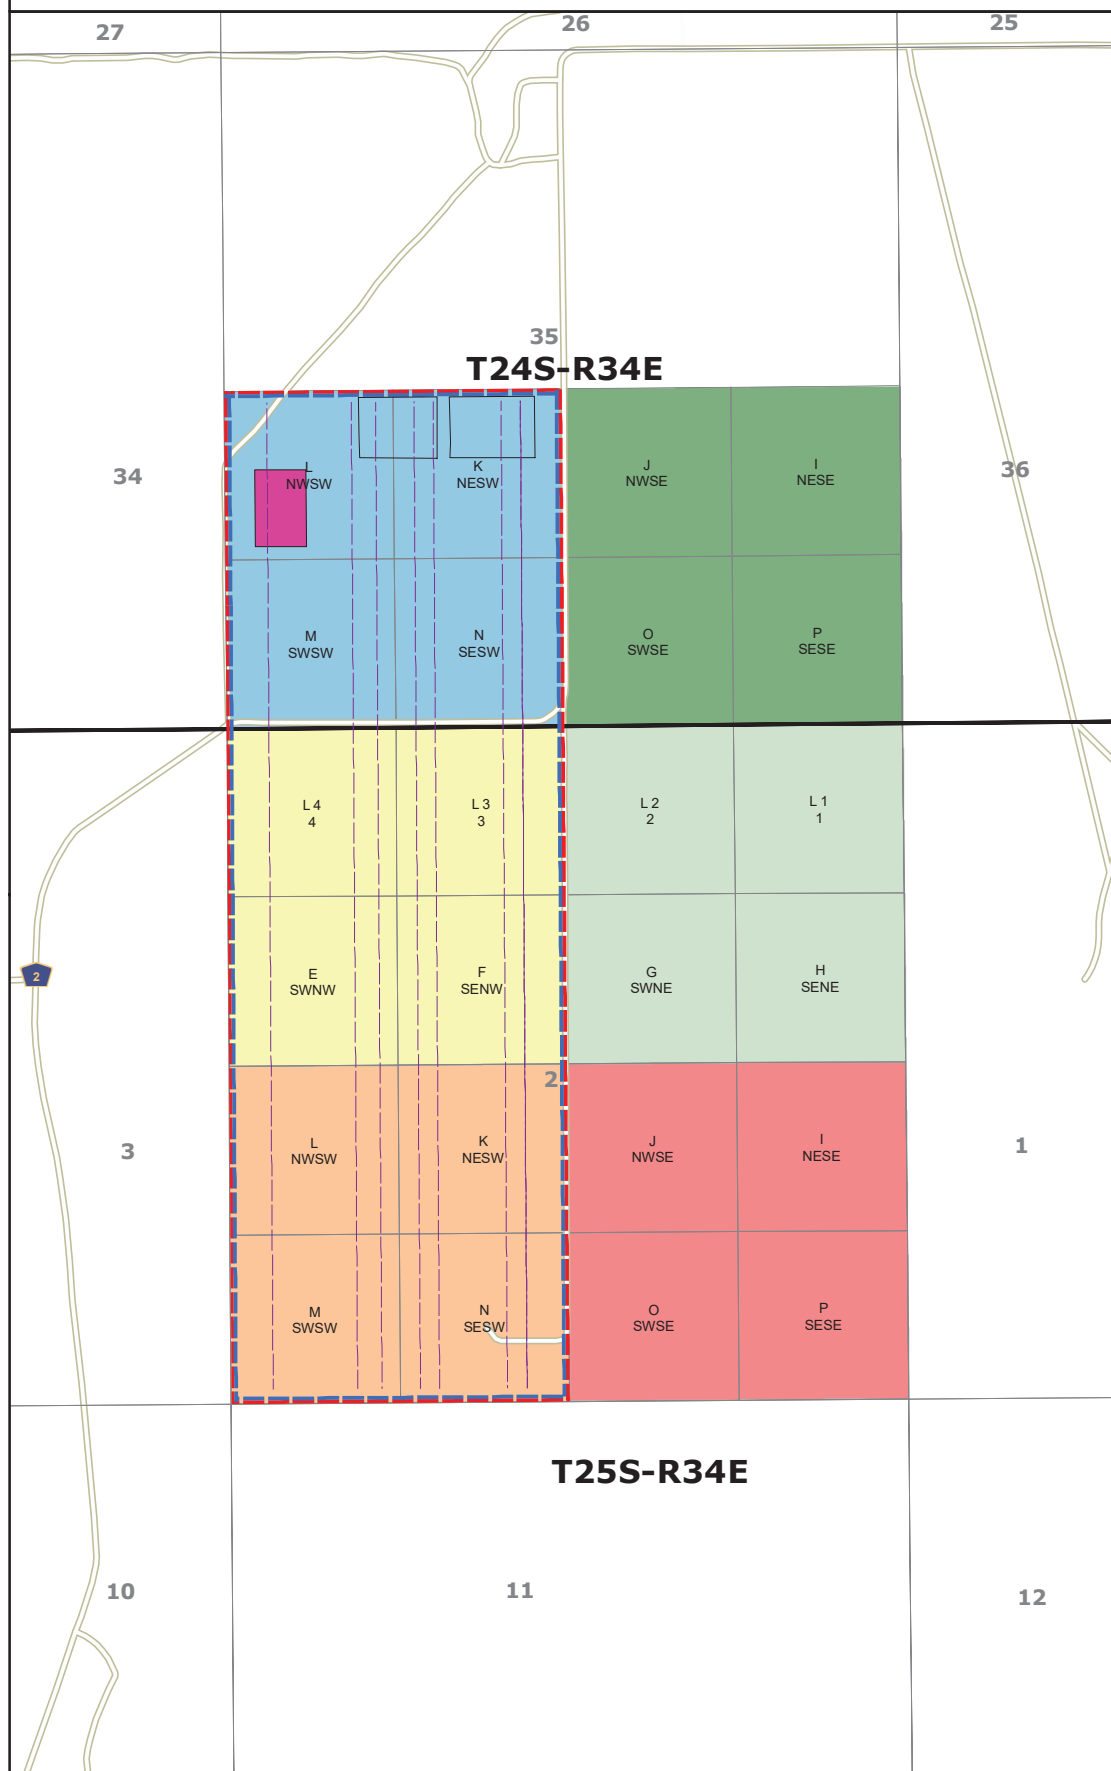 27
26
25
35
T24S-R34E
34
L
NWSW
K
NESW
J
NWSE
I
NESE
36
M
SWSW
N
SESW
O
SWSE
P
SESE
L 4
4
L 3
3
L 2
2
L 1
1
2
E
SWNW
F
SENW
G
SWNE
H
SENE
2
3
L
NWSW
K
NESW
J
NWSE
I
NESE
1
M
SWSW
N
SESW
O
SWSE
P
SESE
T25S-R34E
10
11
12